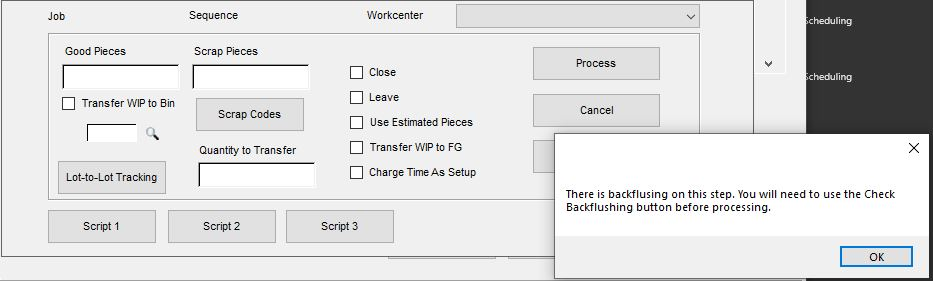 Job Sequence Workcenter
Scheduling
Good Pieces Scrap Pieces
Close
Process
Scheduling
Leave
Transfer WIP to Bin
Scrap Codes
Cancel
Use Estimated Pieces
Quantity to Transfer
Transfer WIP to FG
Lot-to-Lot Tracking
Charge Time As Setup
There is backflusing on this step. You will need to use the Check
Backflushing button before processing.
Script 1 Script 2 Script 3
OK